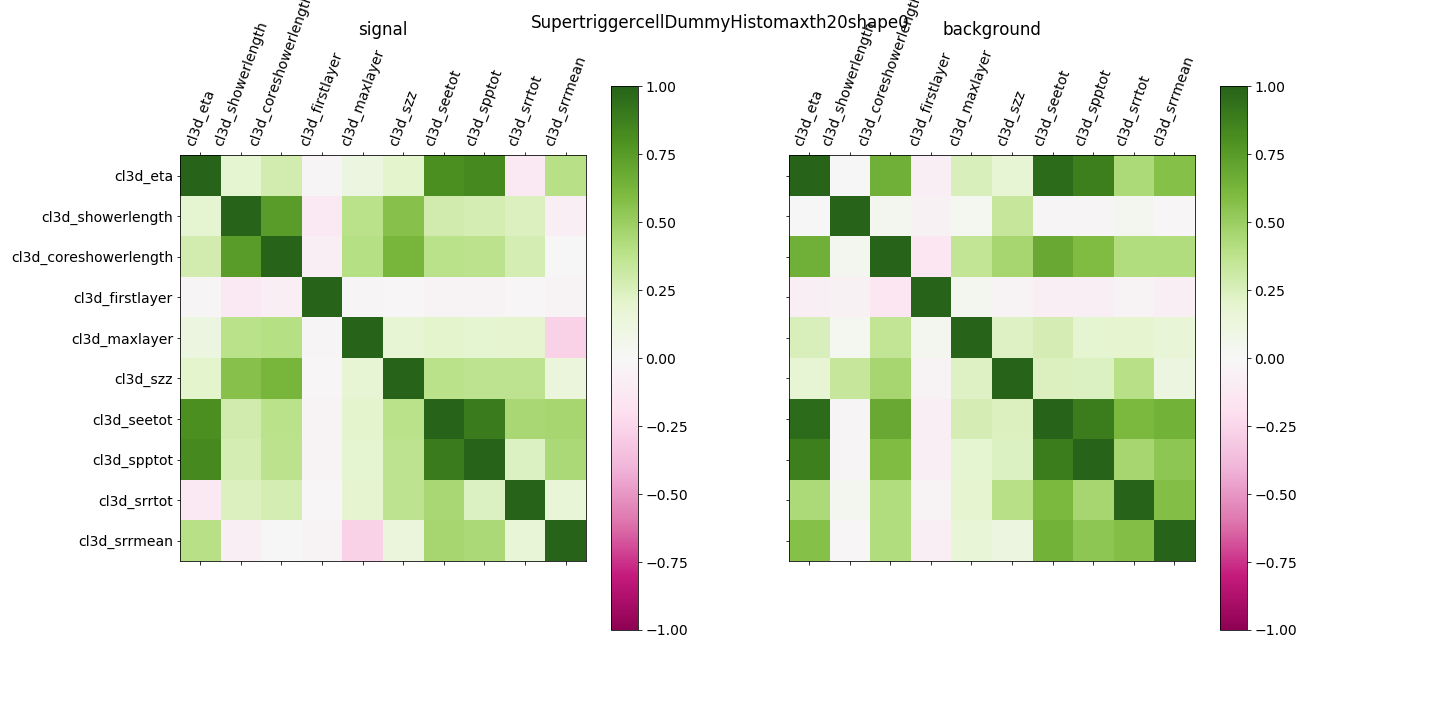 SupertriggercellDummyHistomaxth20shape0
signal
cl3d_eta
cl3d_showerlength
cl3d_coreshowerlength
cl3d_firstlayer
cl3d_maxlayer
cl3d_szz
cl3d_seetot
cl3d_spptot
cl3d_srrtot
cl3d_srrmean
cl3d_eta
cl3d_showerlength
cl3d_coreshowerlength
cl3d_firstlayer
cl3d_maxlayer
cl3d_szz
cl3d_seetot
cl3d_spptot
cl3d_srrtot
cl3d_srrmean
1.00
0.75
0.50
0.25
0.00
−0.25
−0.50
−0.75
−1.00
background
cl3d_eta
cl3d_showerlength
cl3d_coreshowerlength
cl3d_firstlayer
cl3d_maxlayer
cl3d_szz
cl3d_seetot
cl3d_spptot
cl3d_srrtot
cl3d_srrmean
1.00
0.75
0.50
0.25
0.00
−0.25
−0.50
−0.75
−1.00